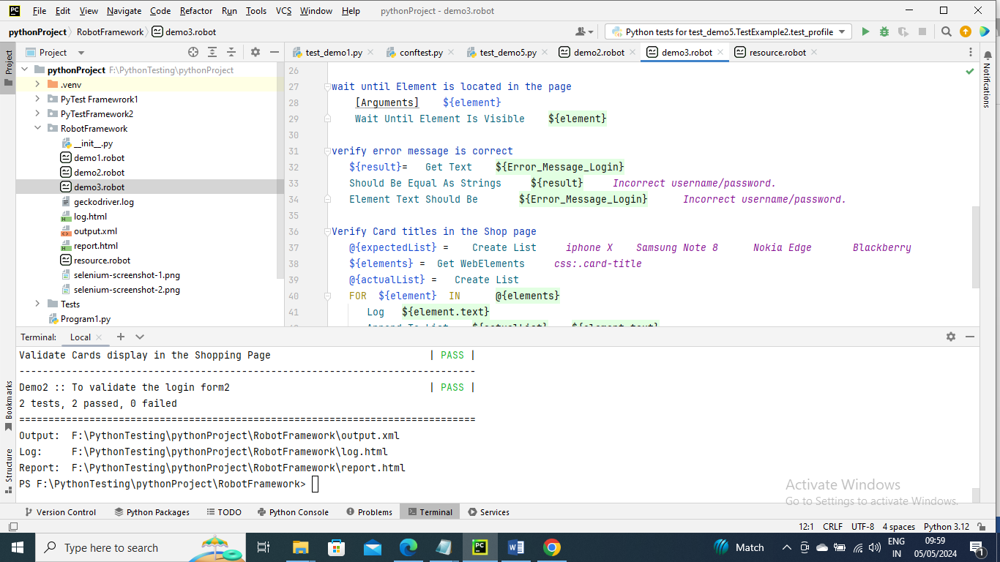 File Edit View Navigate Code Refactor Run Tools VCS Window Help pythonProject - demo3.robot
pythonProject RobotFramework demo3.robot Python tests for test_demo5.TestExample2.test_profile
Project test_demo1.py conftest.py test_demo5.py demo2.robot demo3.robot resource.robot
Project
Notifications
Bookmarks
Structure
pythonProject F:\PythonTesting\pythonProject
.venv
PyTest Framewrork1
PyTestFramework2
RobotFramework
__init__.py
demo1.robot
demo2.robot
demo3.robot
geckodriver.log
log.html
output.xml
report.html
resource.robot
selenium-screenshot-1.png
selenium-screenshot-2.png
Tests
Program1.py
26
27 wait until Element is located in the page
28 [Arguments] ${element}
29 Wait Until Element Is Visible ${element}
30
31 verify error message is correct
32 ${result}= Get Text ${Error_Message_Login}
33 Should Be Equal As Strings ${result} Incorrect username/password.
34 Element Text Should Be ${Error_Message_Login} Incorrect username/password.
35
36 Verify Card titles in the Shop page
37 @{expectedList} = Create List iphone X Samsung Note 8 Nokia Edge Blackberry
38 ${elements} = Get WebElements css:.card-title
39 @{actualList} = Create List
40 FOR ${element} IN @{elements}
41 Log ${element.text}
Terminal: Local
Validate Cards display in the Shopping Page | PASS |
------------------------------------------------------------------------------
Demo2 :: To validate the login form2 | PASS |
2 tests, 2 passed, 0 failed
==============================================================================
Output: F:\PythonTesting\pythonProject\RobotFramework\output.xml
Log: F:\PythonTesting\pythonProject\RobotFramework\log.html
Report: F:\PythonTesting\pythonProject\RobotFramework\report.html
PS F:\PythonTesting\pythonProject\RobotFramework>
Activate Windows
Go to Settings to activate Windows.
Version Control Python Packages TODO Python Console Problems Terminal Services
12:1 CRLF UTF-8 4 spaces Python 3.12
Type here to search Match ENG IN 09:59 05/05/2024 1